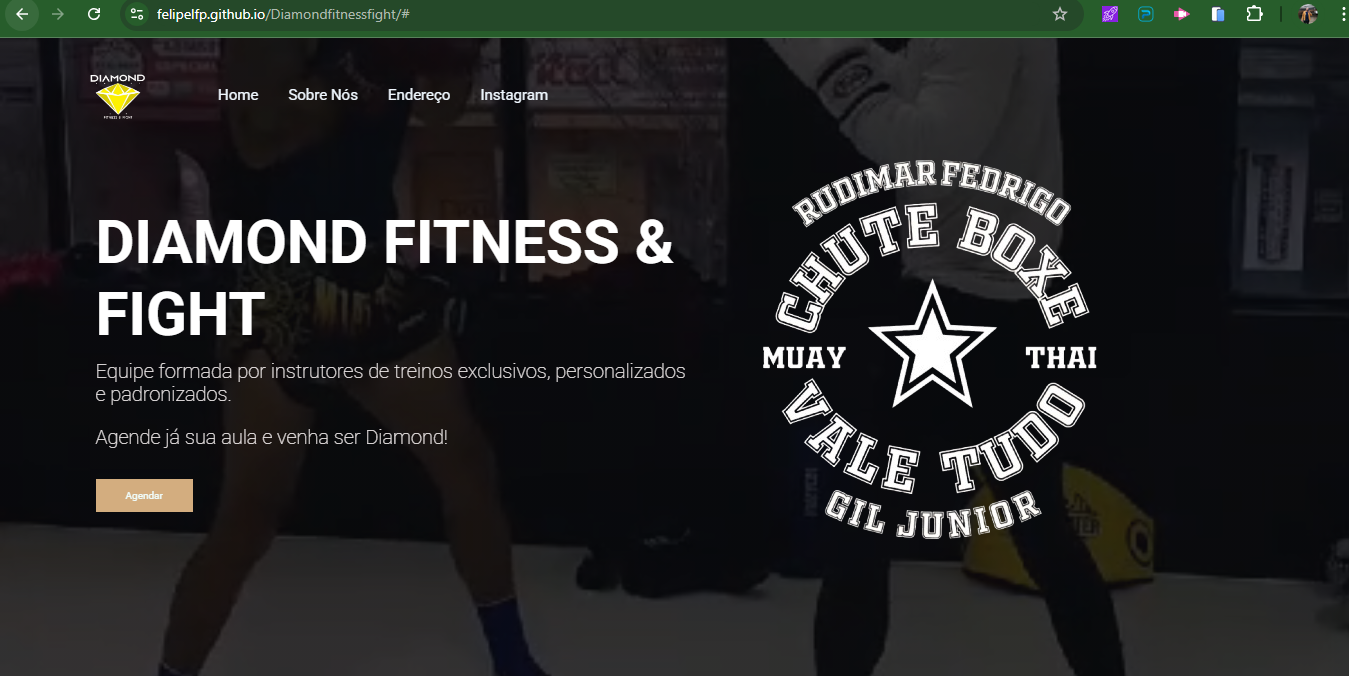 felipelfp.github.io/Diamondfitnessfight/#
DIAMOND
FITNESS & FIGHT
Home Sobre Nós Endereço Instagram
RUDIMAR FEDRIGO
CHUTE BOXE
MUAY THAI
VALE TUDO
GIL JUNIOR
DIAMOND FITNESS &
FIGHT
Equipe formada por instrutores de treinos exclusivos, personalizados
e padronizados.
Agende já sua aula e venha ser Diamond!
Agendar